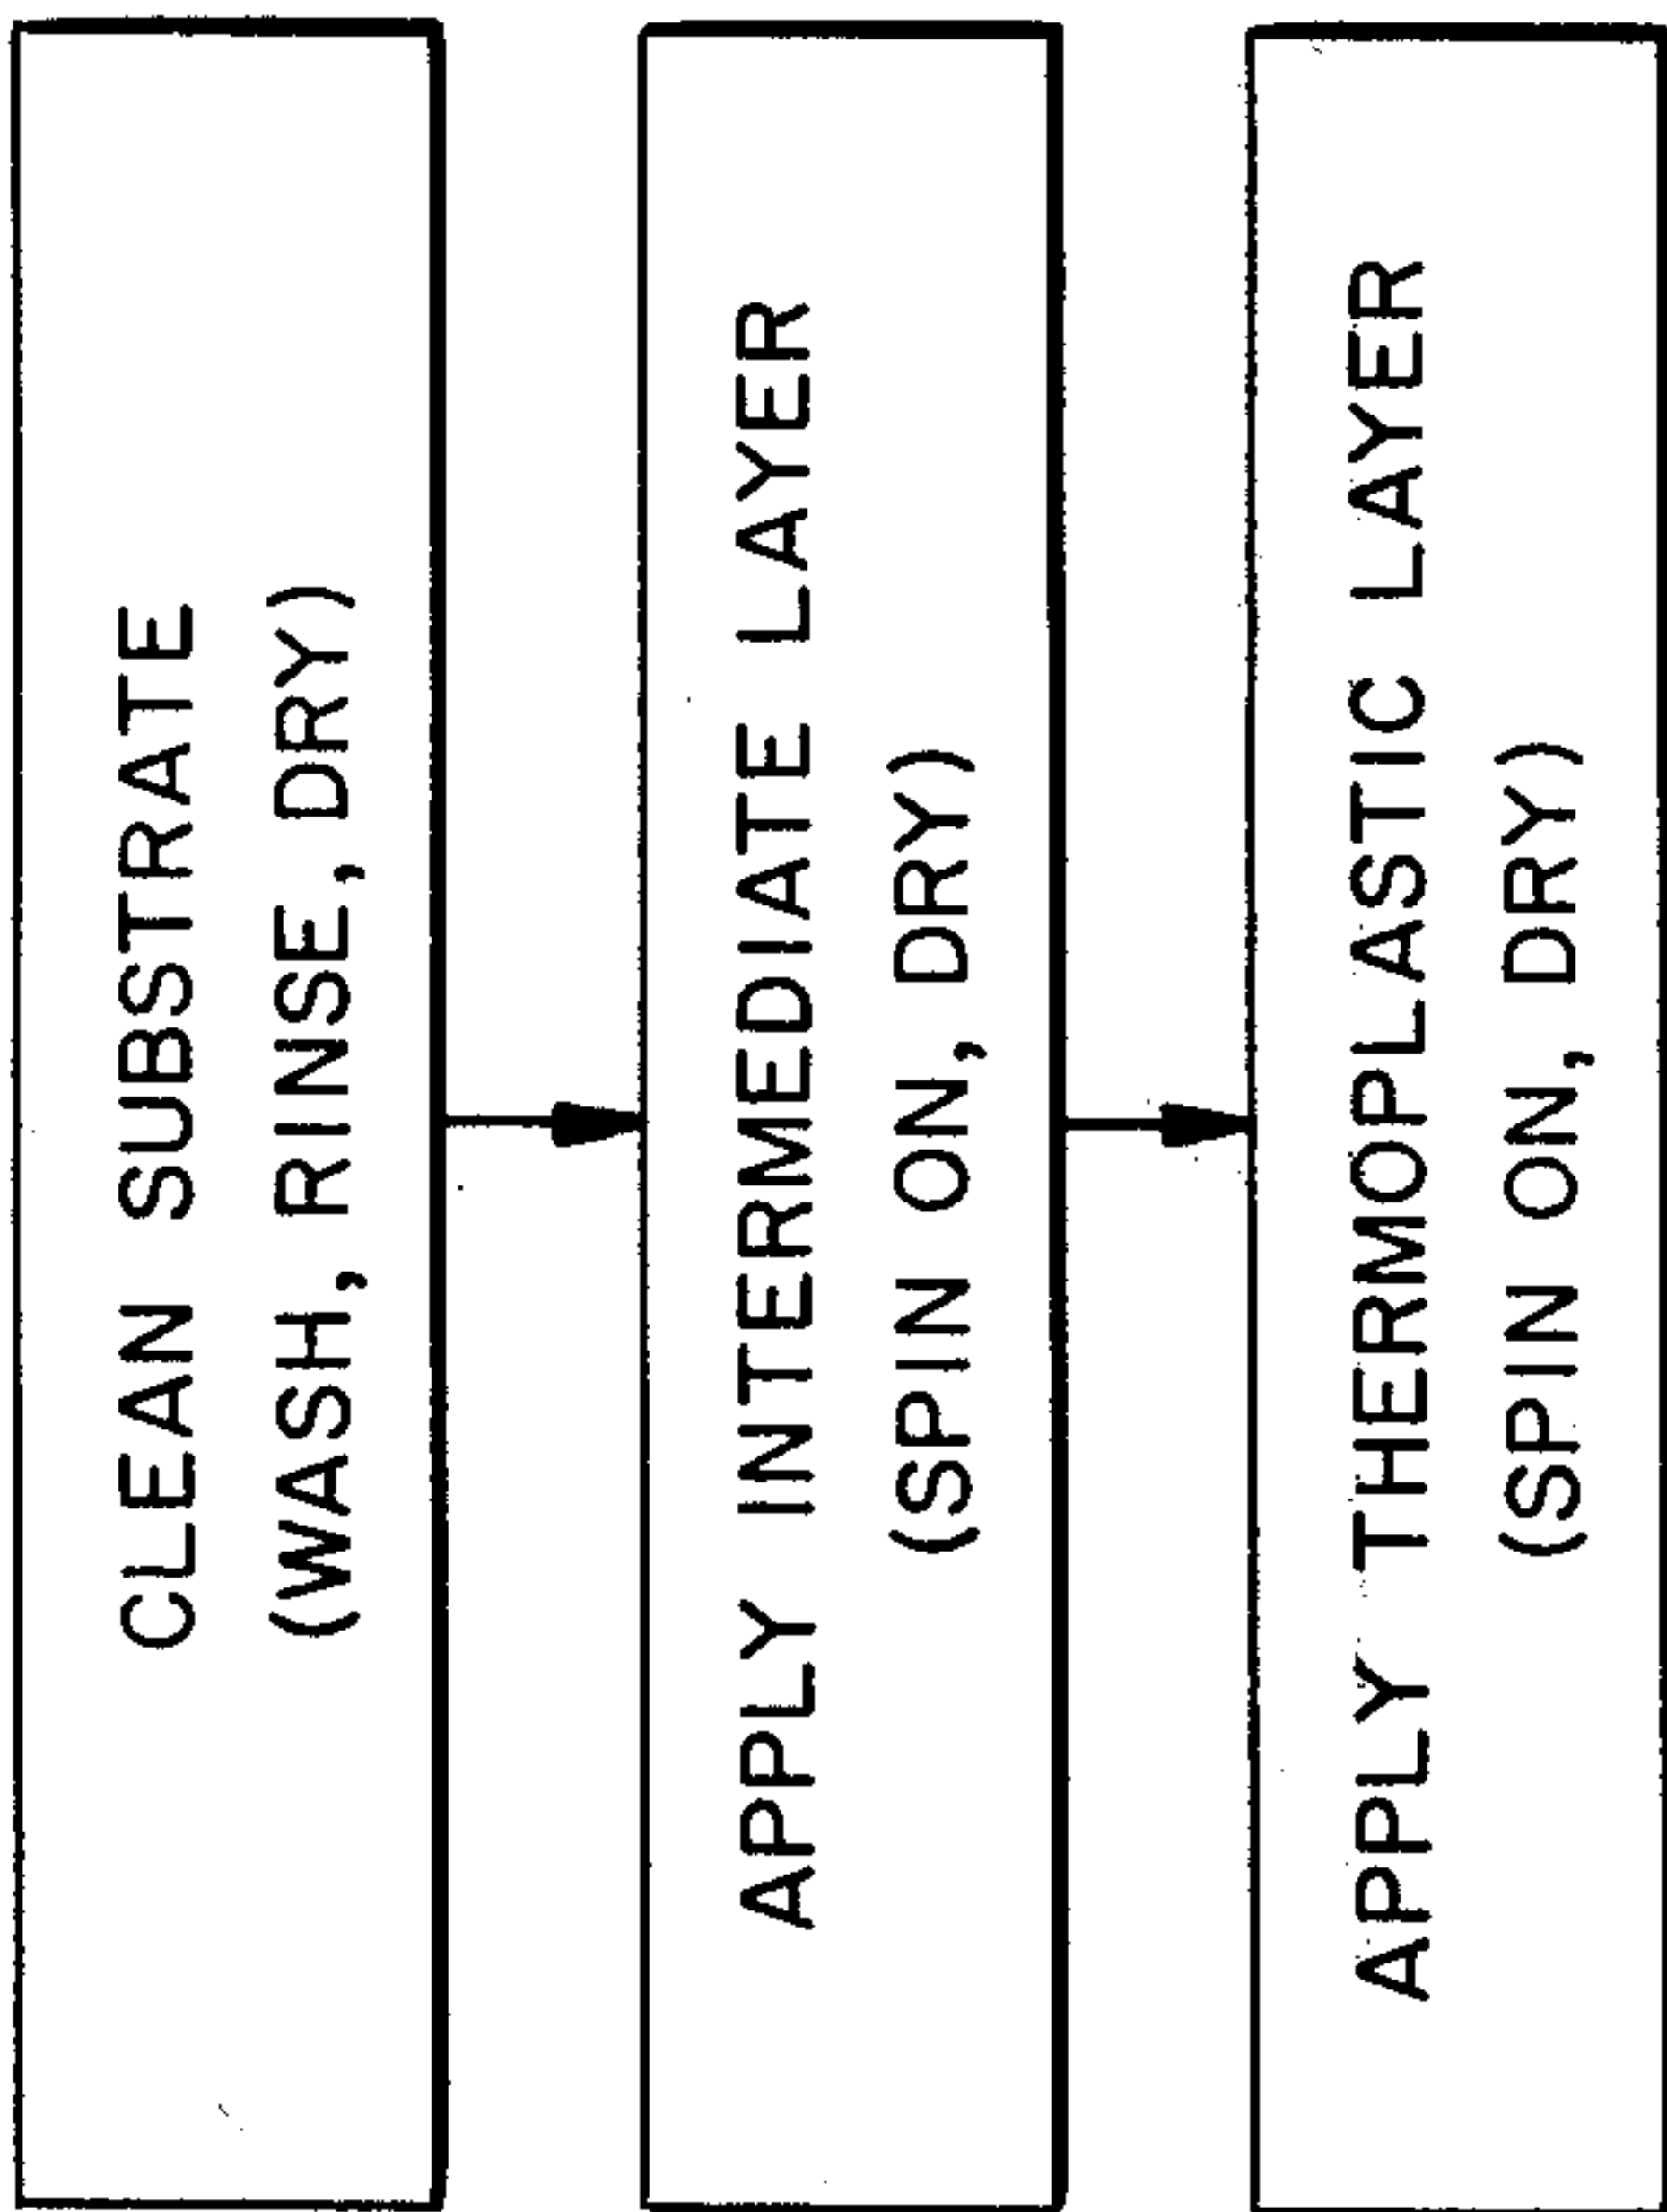 CLEAN SUBSTRATE
(WASH, RINSE, DRY)
APPLY INTERMEDIATE LAYER
(SPIN ON, DRY)
APPLY THERMOPLASTIC LAYER
(SPIN ON, DRY)